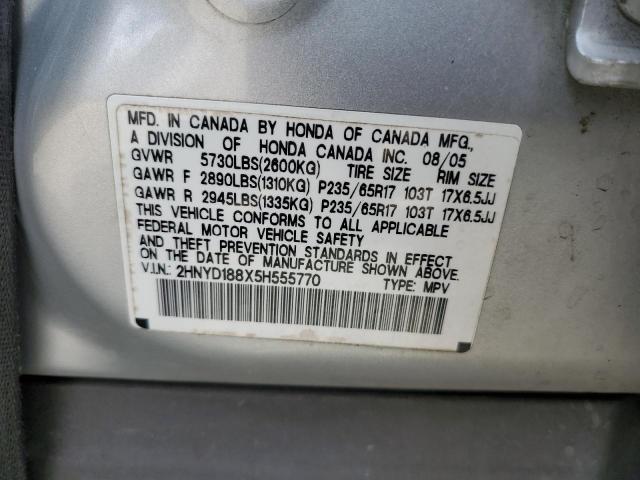 MFD. IN CANADA BY HONDA OF CANADA MFG.,
A DIVISION OF HONDA CANADA INC. 08/05
GVWR 5730LBS(2600KG) TIRE SIZE RIM SIZE
GAWR F 2890LBS(1310KG) P235/65R17 103T 17X6.5JJ
GAWR R 2945LBS(1335KG) P235/65R17 103T 17X6.5JJ
THIS VEHICLE CONFORMS TO ALL APPLICABLE
FEDERAL MOTOR VEHICLE SAFETY
AND THEFT PREVENTION STANDARDS IN EFFECT
ON THE DATE OF MANUFACTURE SHOWN ABOVE.
V.I.N.: 2HNYD188X5H555770 TYPE: MPV